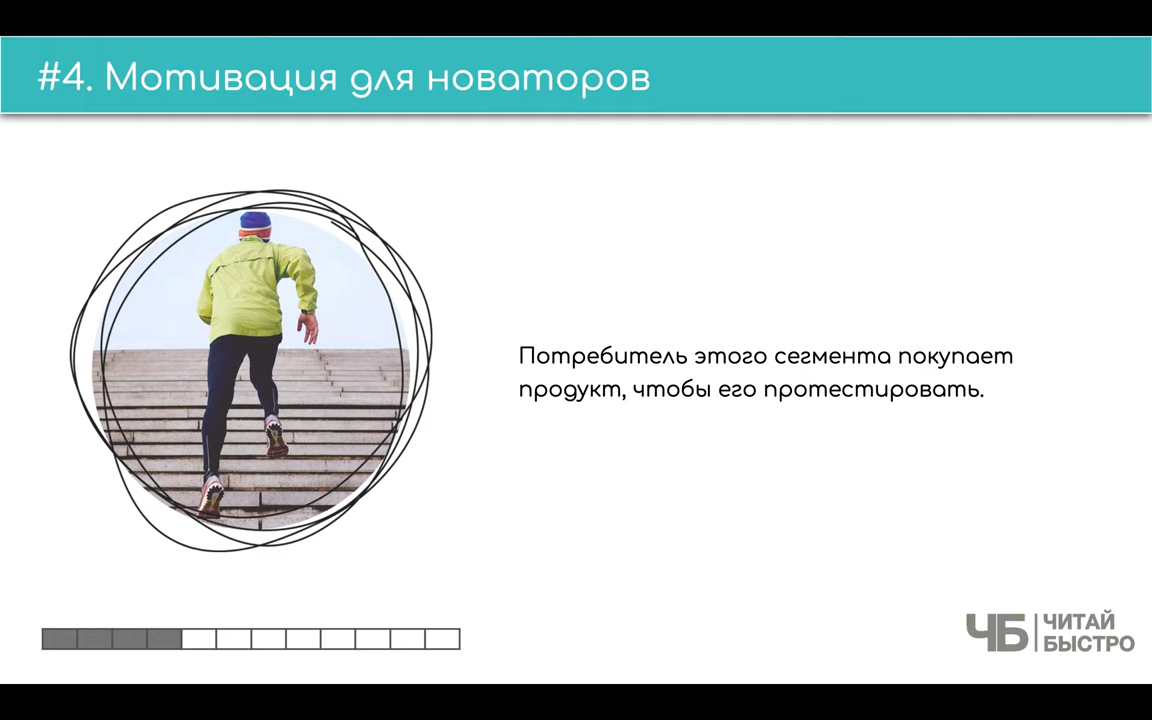 #4. Мотивация для новаторов
Потребитель этого сегмента покупает
продукт, чтобы его протестировать.
ЧБ
ЧИТАЙ
БЫСТРО